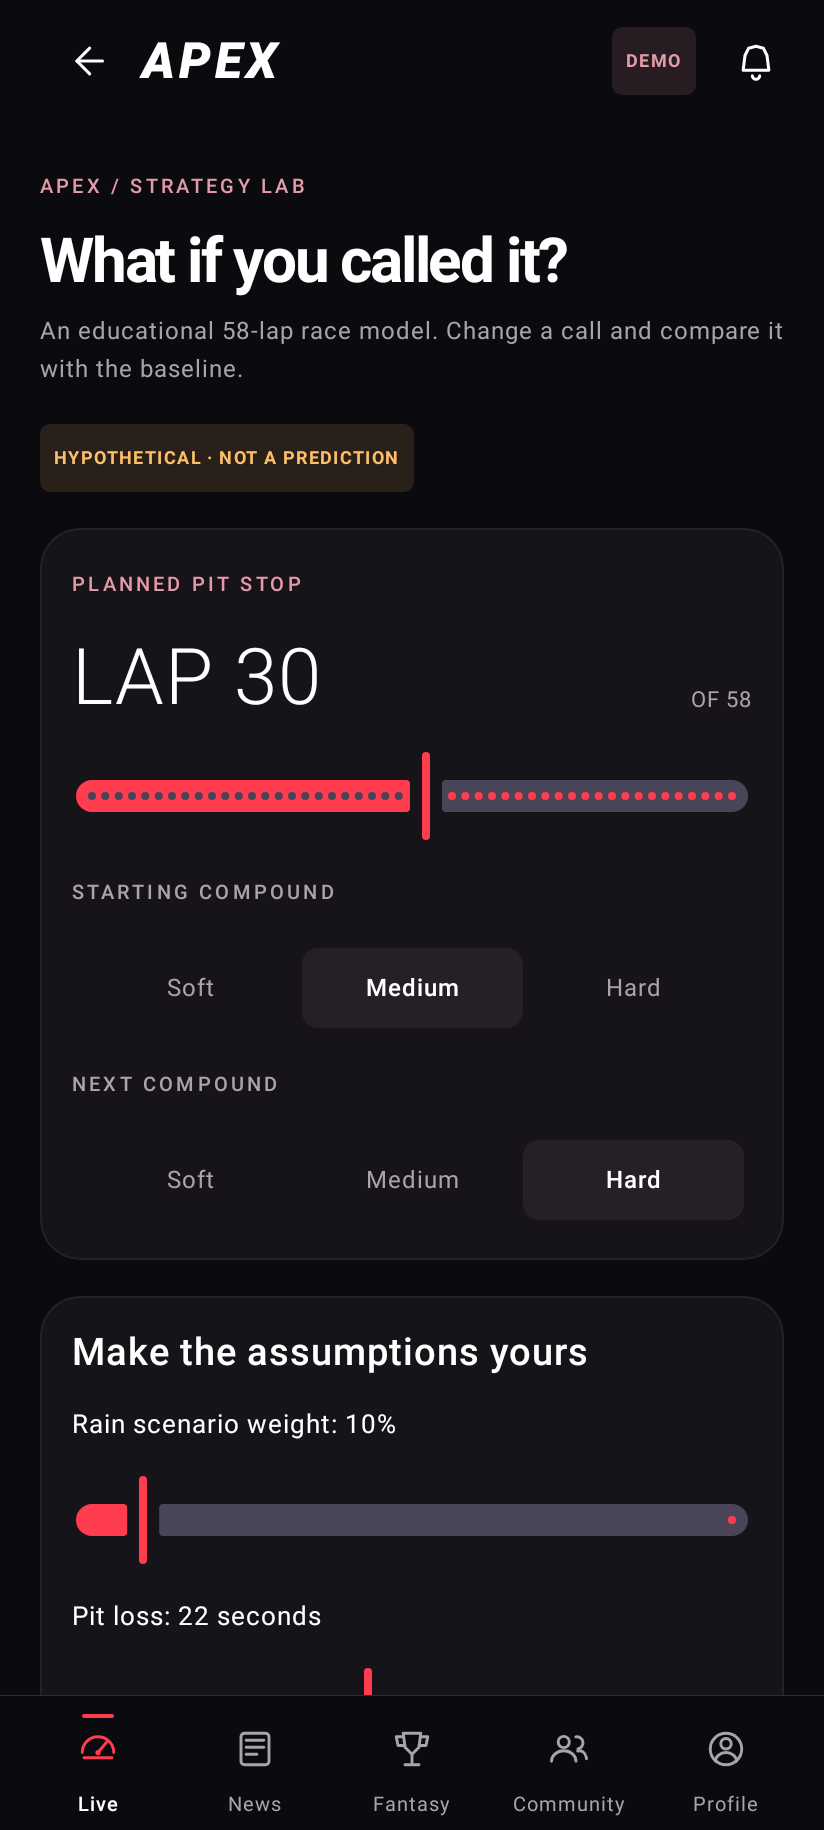 APEX
DEMO
APEX / STRATEGY LAB
What if you called it?
An educational 58-lap race model. Change a call and compare it
with the baseline.
HYPOTHETICAL · NOT A PREDICTION
PLANNED PIT STOP
LAP 30
OF 58
STARTING COMPOUND
Soft Medium Hard
NEXT COMPOUND
Soft Medium Hard
Make the assumptions yours
Rain scenario weight: 10%
Pit loss: 22 seconds
Live News Fantasy Community Profile